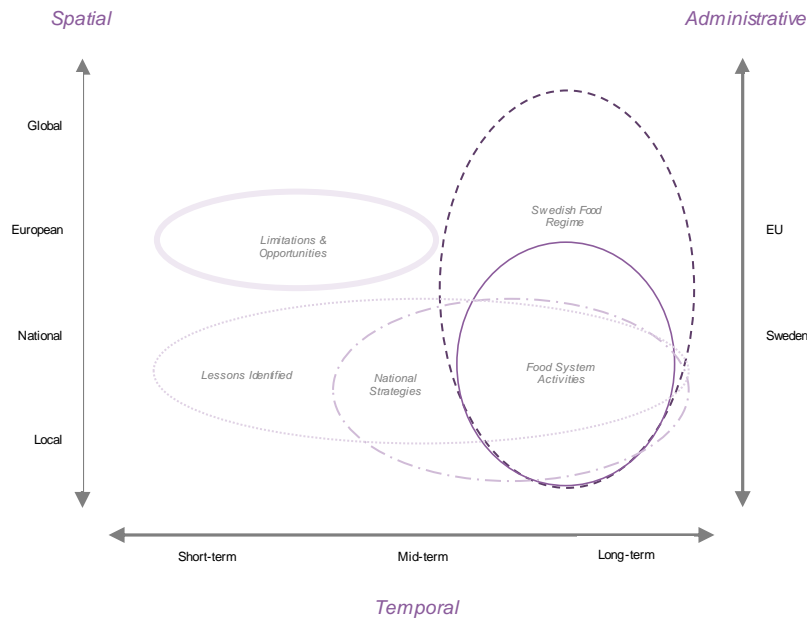 Spatial
Administrative
Global
European
National
Local
Swedish Food
Regime
Limitations &
Opportunities
Lessons Identified
National
Strategies
Food System
Activities
EU
Sweden
Short-term
Mid-term
Long-term
Temporal